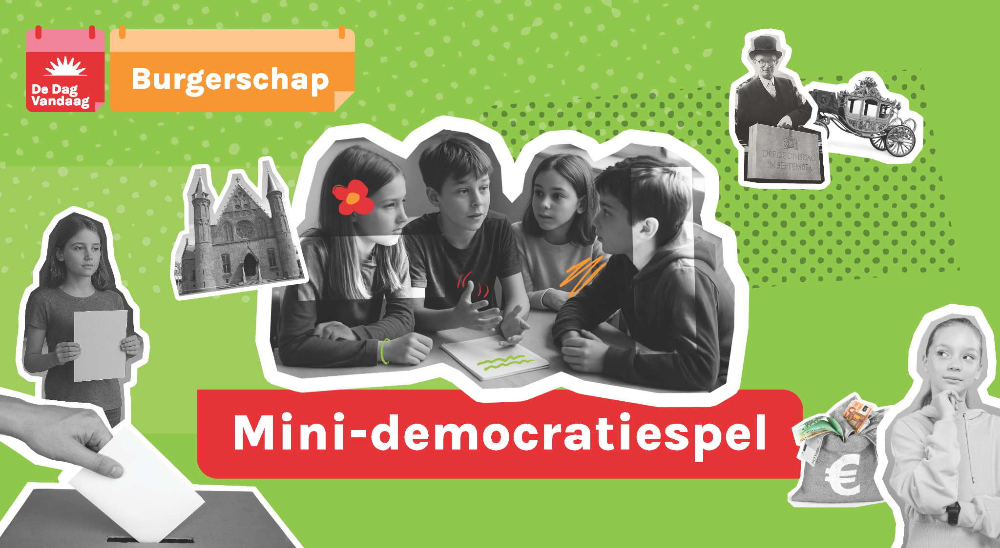 De Dag
Vandaag
Burgerschap
DERDE DINSDAG
IN SEPTEMBER
Mini-democratiespel
€